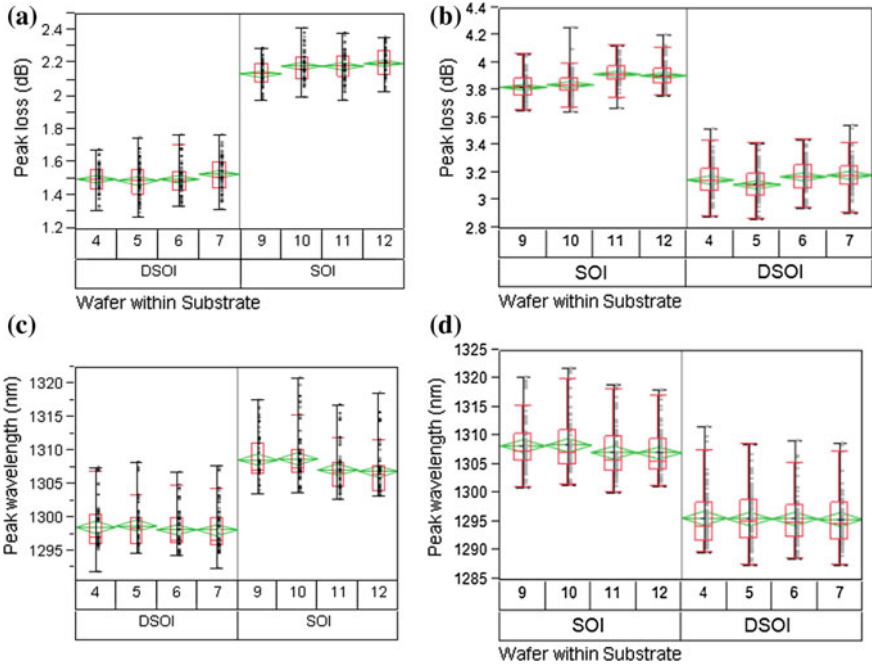 (a)
Peak loss (dB)
2.4
2.2
2
1.8
1.6
1.4
1.2
4 5 6 7 9 10 11 12
DSOI SOI
Wafer within Substrate
(b)
Peak loss (dB)
4.4
4.2
4
3.8
3.6
3.4
3.2
3
2.8
9 10 11 12 4 5 6 7
SOI DSOI
Wafer within Substrate
(c)
Peak wavelength (nm)
1320
1315
1310
1305
1300
1295
4 5 6 7 9 10 11 12
DSOI SOI
(d)
Peak wavelength (nm)
1325
1320
1315
1310
1305
1300
1295
1290
1285
9 10 11 12 4 5 6 7
SOI DSOI
Wafer within Substrate